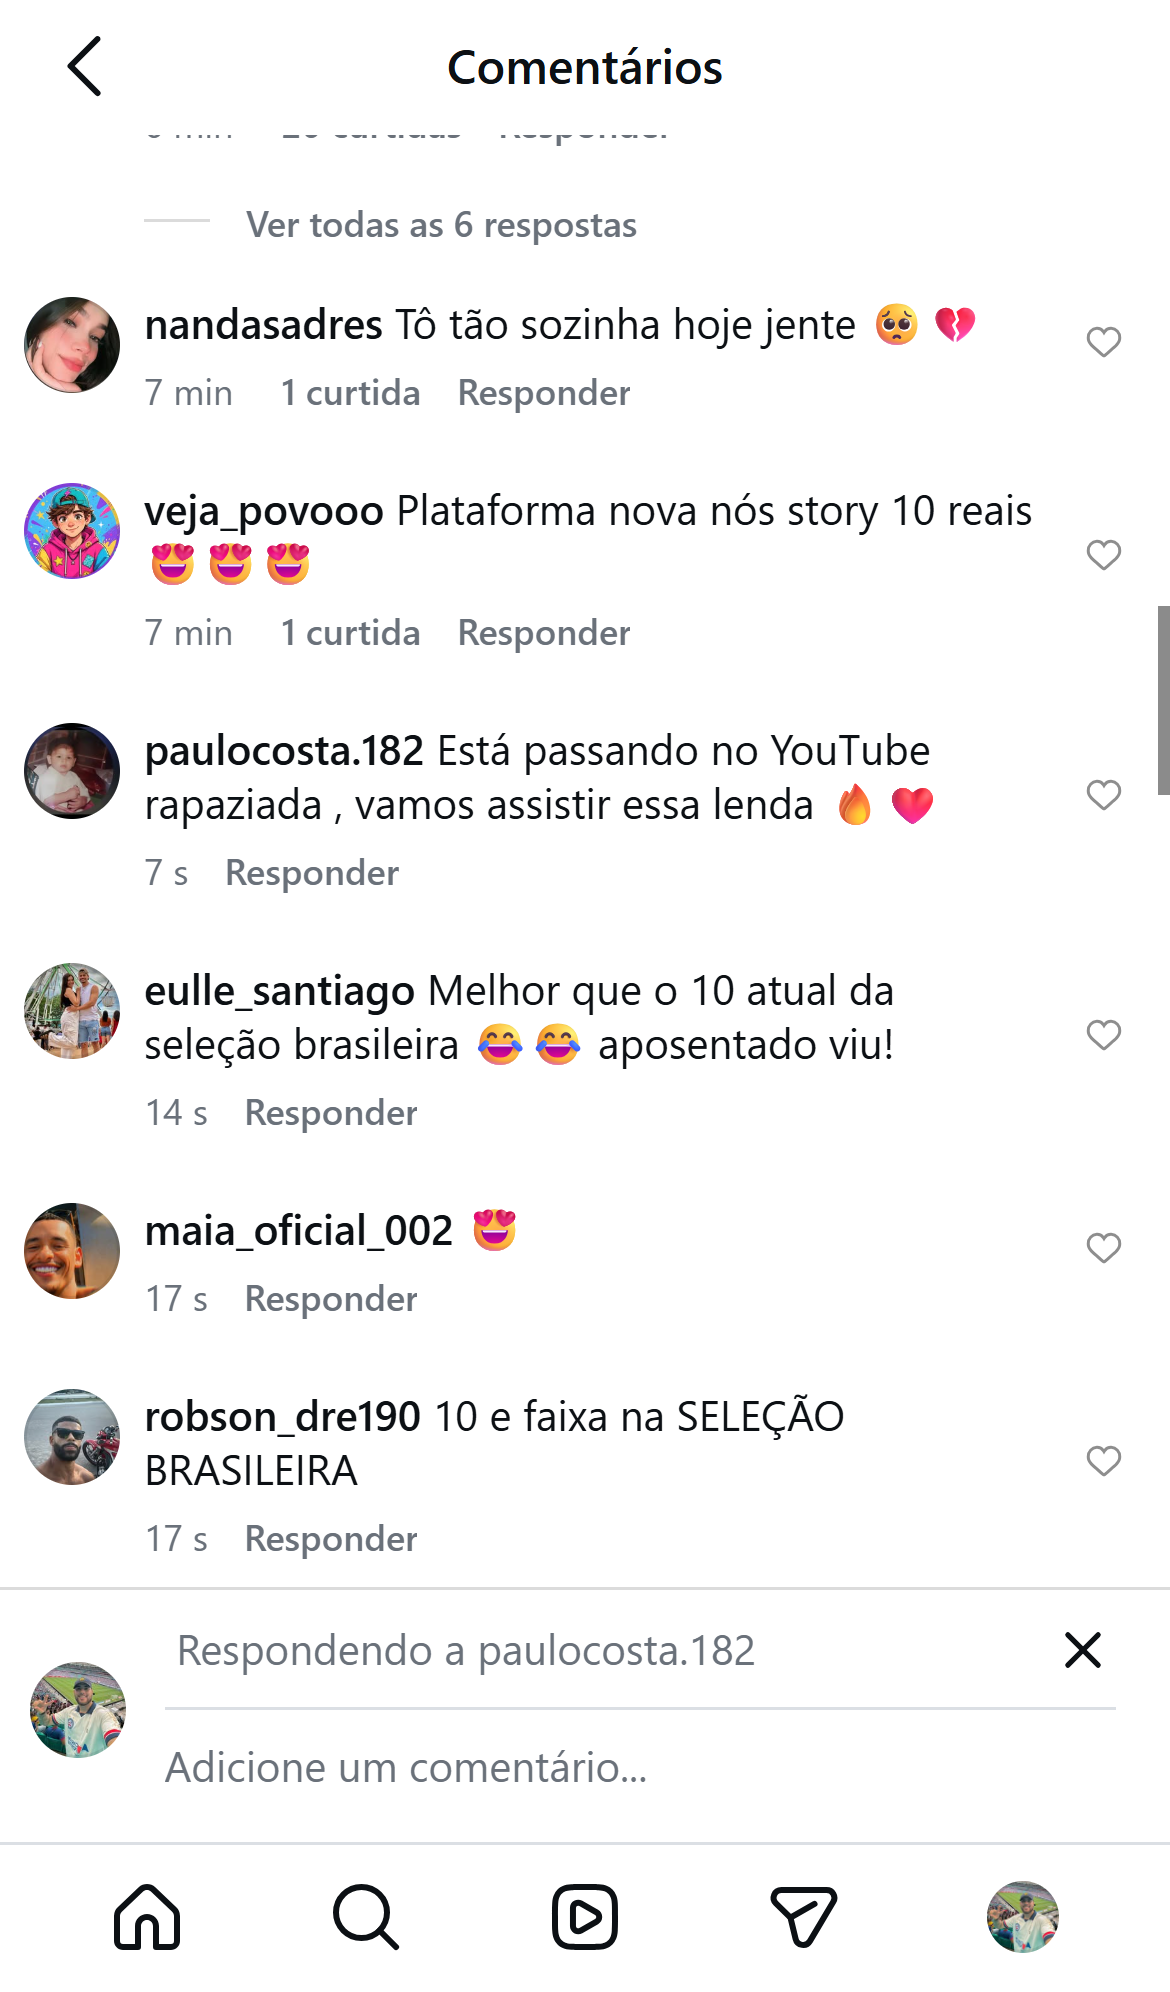 Comentários
Ver todas as 6 respostas
nandasadres Tô tão sozinha hoje jente 🥺 💔
7 min 1 curtida Responder
veja_povooo Plataforma nova nós story 10 reais
😍 😍 😍
7 min 1 curtida Responder
paulocosta.182 Está passando no YouTube
rapaziada , vamos assistir essa lenda 🔥 ❤️
7 s Responder
eulle_santiago Melhor que o 10 atual da
seleção brasileira 😂 😂 aposentado viu!
14 s Responder
maia_oficial_002 😍
17 s Responder
robson_dre190 10 e faixa na SELEÇÃO
BRASILEIRA
17 s Responder
Respondendo a paulocosta.182
Adicione um comentário...